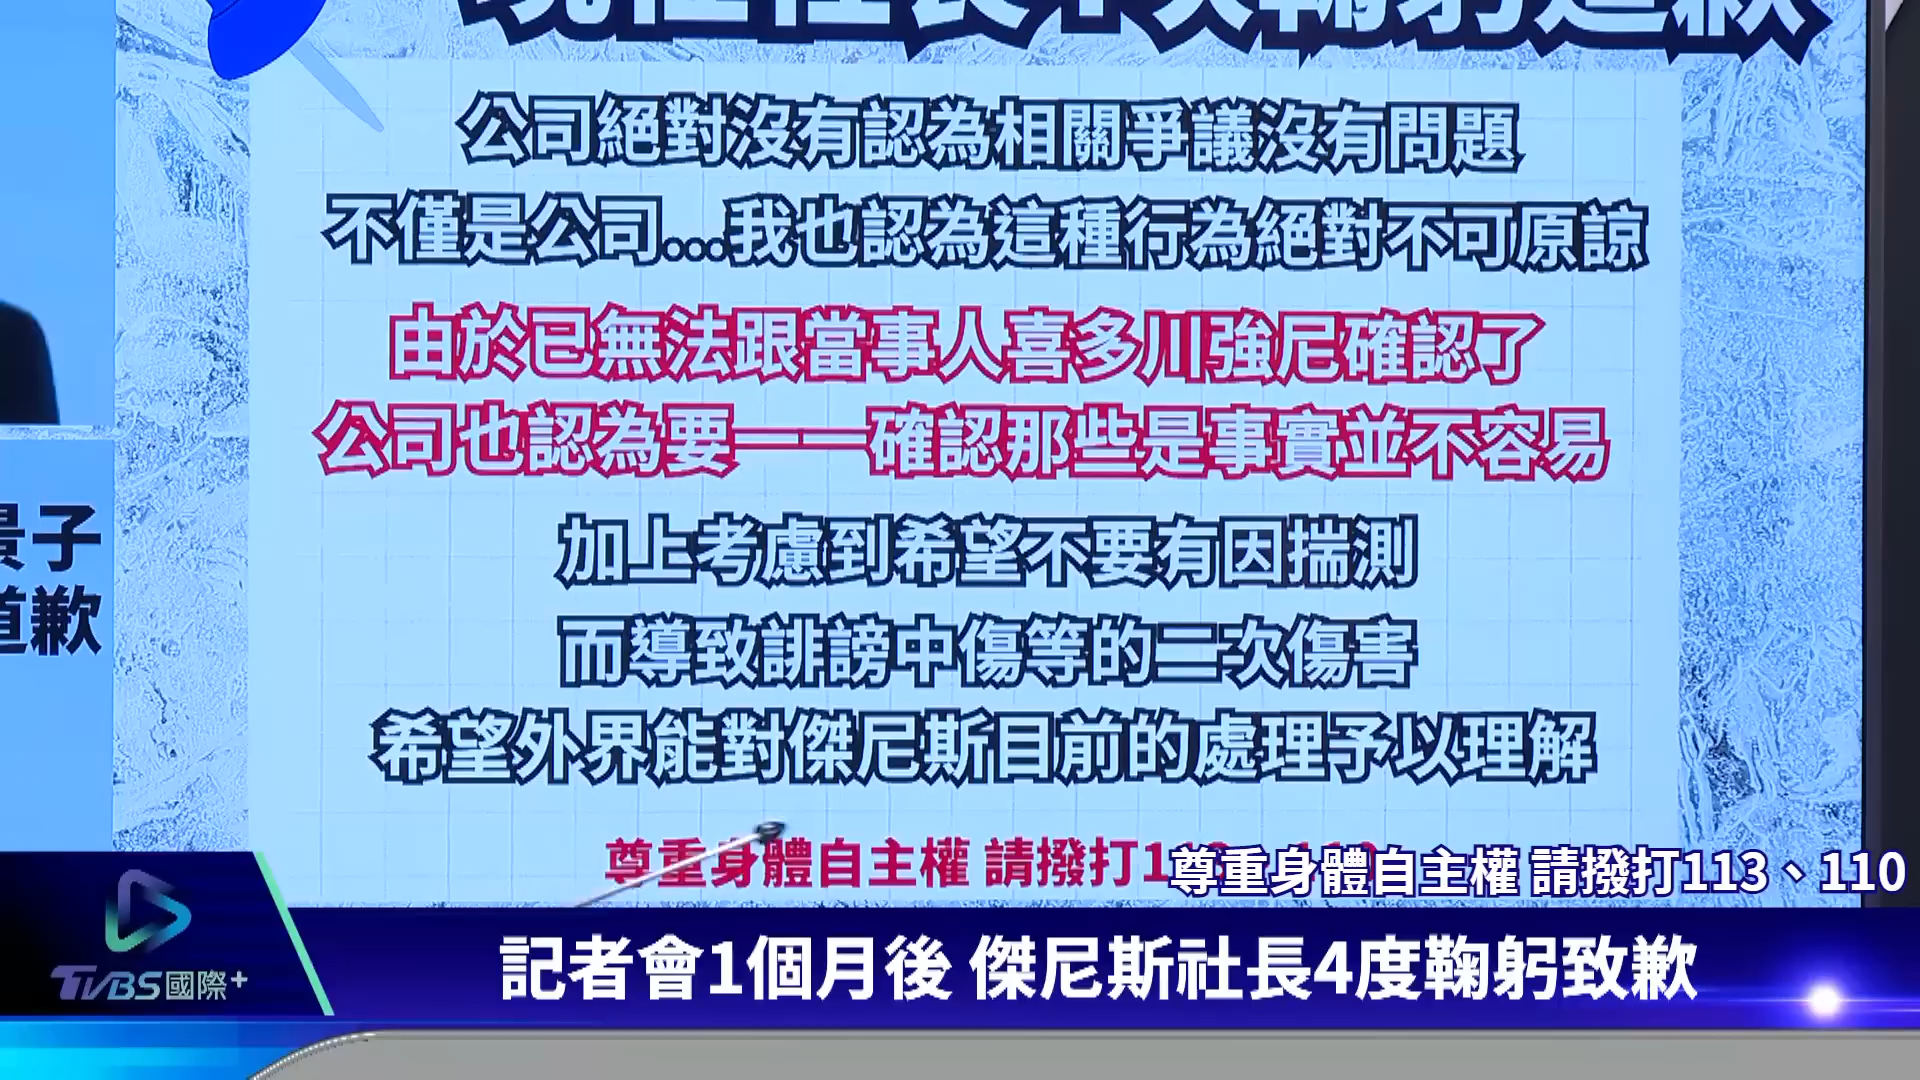 公司絕對沒有認為相關爭議沒有問題
不僅是公司...我也認為這種行為絕對不可原諒
由於已無法跟當事人喜多川強尼確認了
公司也認為要一一確認那些是事實並不容易
加上考慮到希望不要有因揣測
而導致誹謗中傷等的二次傷害
希望外界能對傑尼斯目前的處理予以理解
景子
道歉
尊重身體自主權 請撥打
尊重身體自主權 請撥打113、110
TVBS國際+
記者會1個月後 傑尼斯社長4度鞠躬致歉